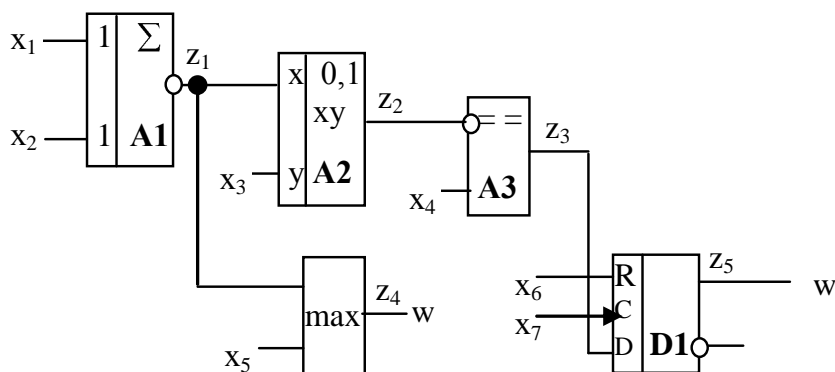 x₁ 1 Σ z₁
x₂ 1 A1
x 0,1 z₂
xy
x₃ y A2
= = z₃
x₄ A3
max z₄ w
x₅
x₆ R z₅ w
x₇ C
D D1